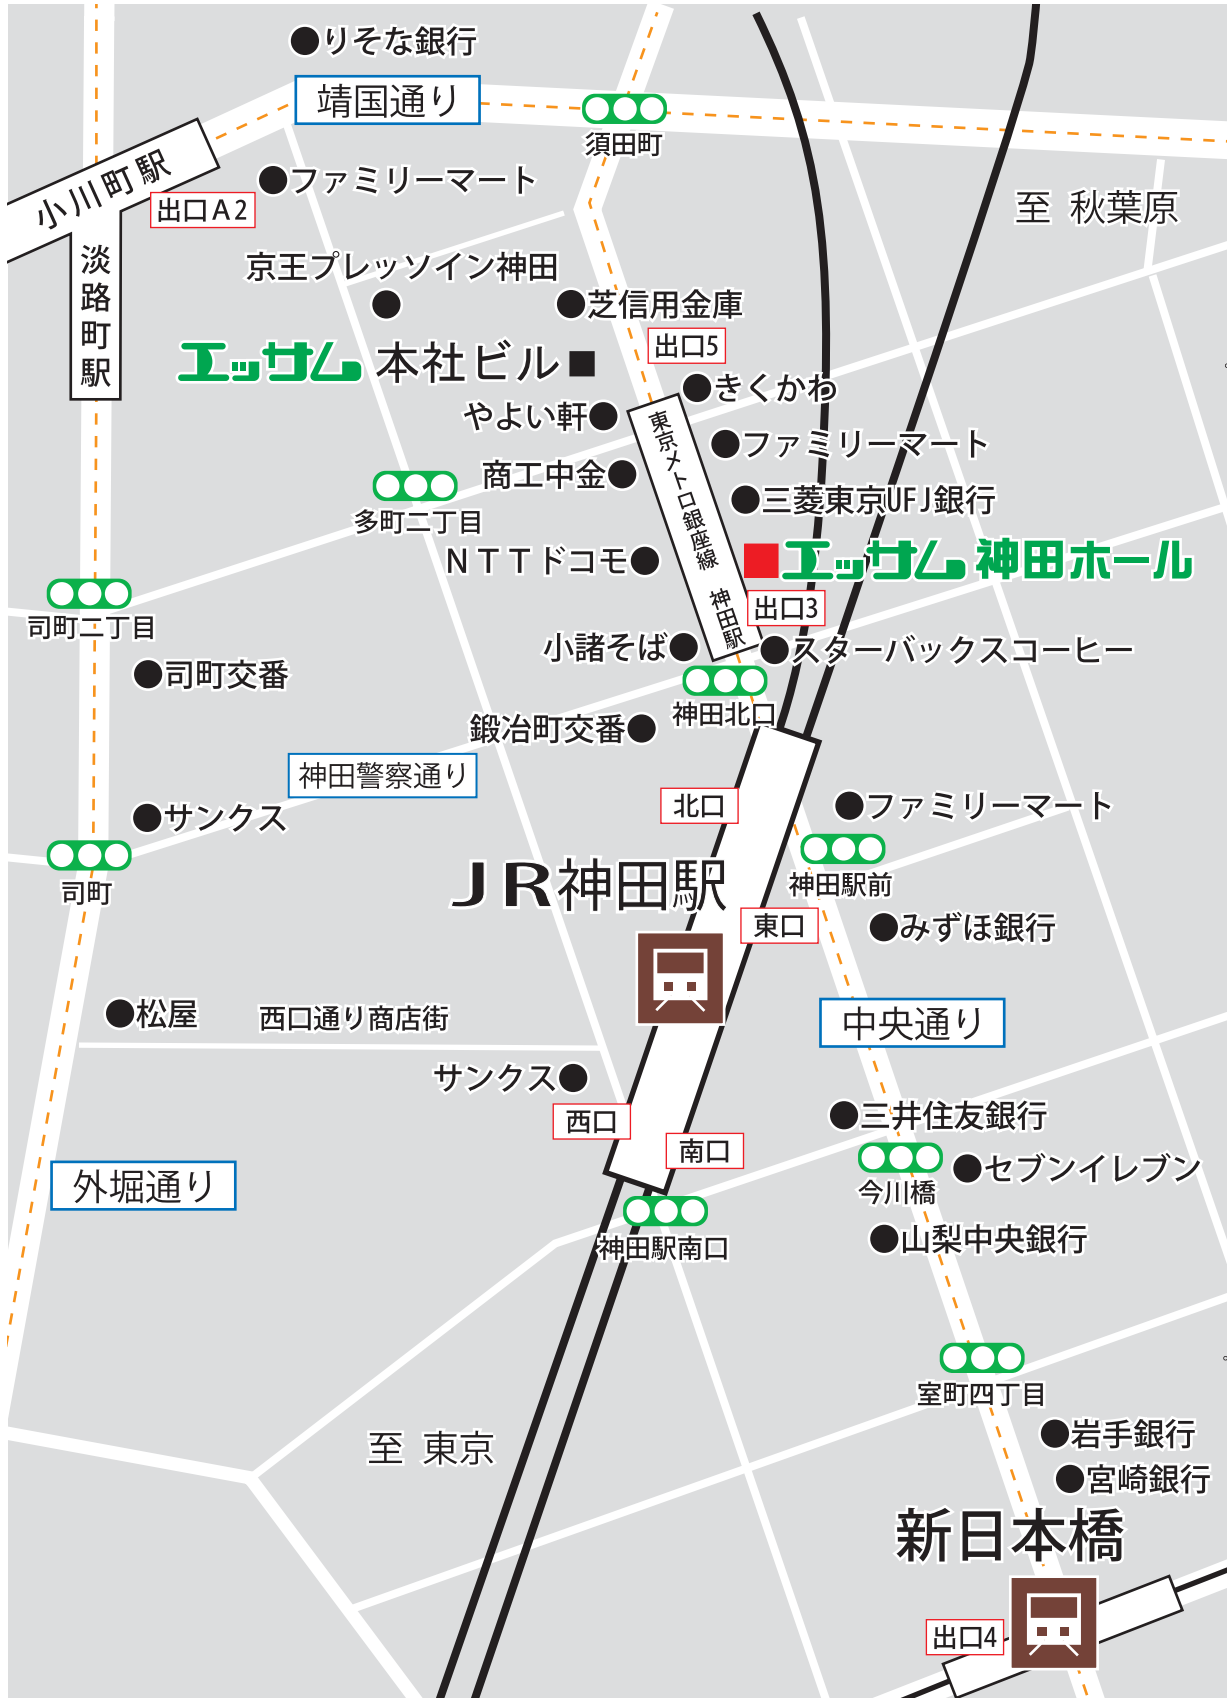 ●りそな銀行
靖国通り
須田町
小川町駅
●ファミリーマート
出口A2
至 秋葉原
淡路町駅
京王プレッソイン神田
●
●芝信用金庫
出口5
エッサム 本社ビル■
●きくかわ
やよい軒●
東京メトロ銀座線 神田駅
●ファミリーマート
商工中金●
●三菱東京UFJ銀行
多町二丁目
NTTドコモ●
■エッサム 神田ホール
出口3
司町二丁目
小諸そば●
●スターバックスコーヒー
●司町交番
神田北口
鍛冶町交番●
神田警察通り
北口
●ファミリーマート
●サンクス
司町
JR神田駅
神田駅前
東口
●みずほ銀行
●松屋
西口通り商店街
中央通り
サンクス●
西口
●三井住友銀行
南口
外堀通り
今川橋
●セブンイレブン
神田駅南口
●山梨中央銀行
室町四丁目
至 東京
●岩手銀行
●宮崎銀行
新日本橋
出口4